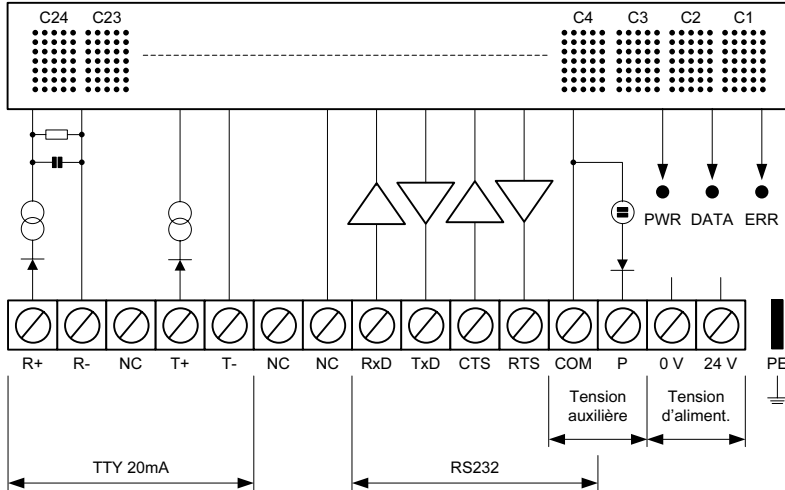 C24 C23 C4 C3 C2 C1
PWR DATA ERR
R+ R- NC T+ T- NC NC RxD TxD CTS RTS COM P 0 V 24 V PE
Tension
auxilière
Tension
d'aliment.
TTY 20mA RS232